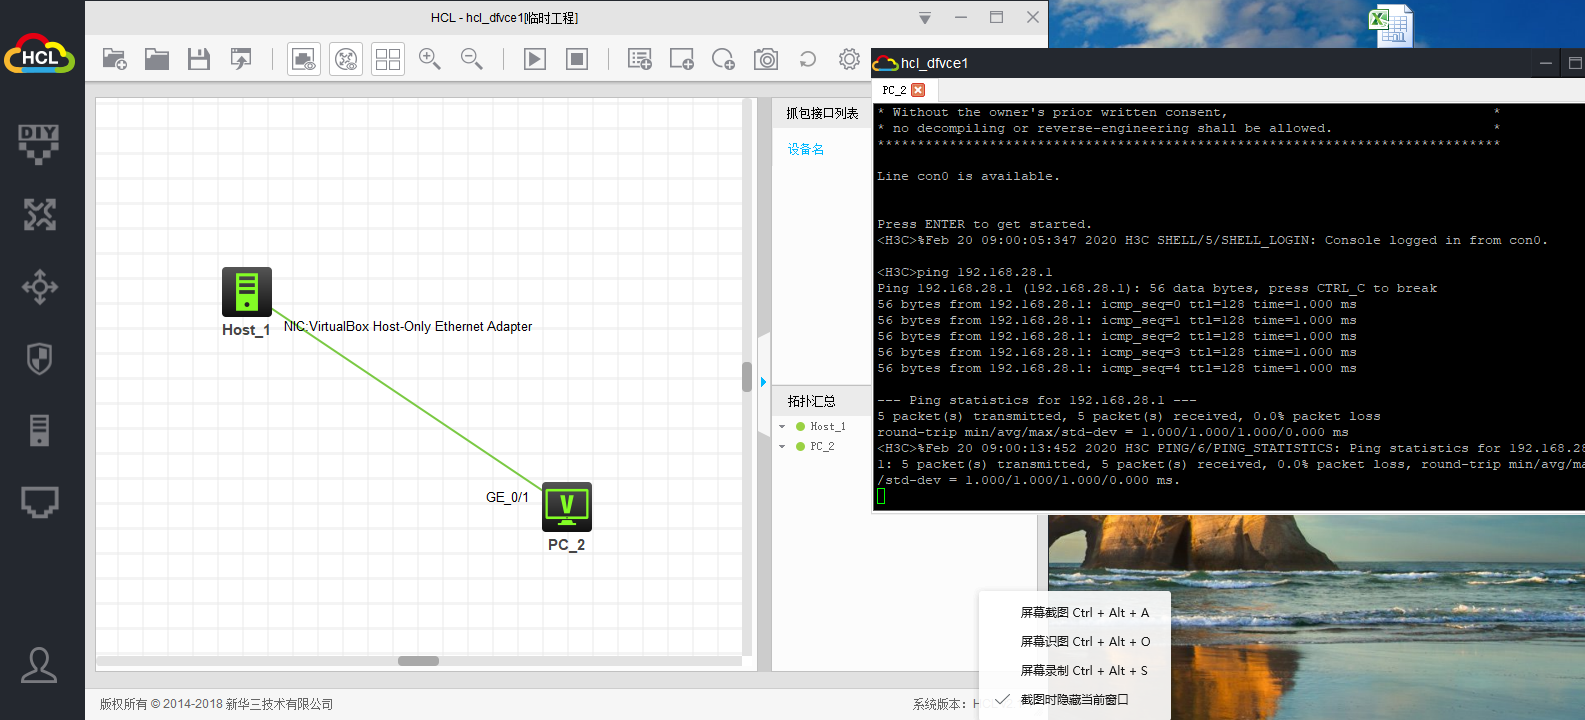 HCL - hcl_dfvce1[临时工程]
HCL
DIY
抓包接口列表
设备名
Host_1
NIC:VirtualBox Host-Only Ethernet Adapter
GE_0/1
V
PC_2
拓扑汇总
Host_1
PC_2
版权所有 © 2014-2018 新华三技术有限公司
系统版本:
hcl_dfvce1
PC_2
* Without the owner's prior written consent, *
* no decompiling or reverse-engineering shall be allowed. *
******************************************************************************
Line con0 is available.
Press ENTER to get started.
<H3C>%Feb 20 09:00:05:347 2020 H3C SHELL/5/SHELL_LOGIN: Console logged in from con0.
<H3C>ping 192.168.28.1
Ping 192.168.28.1 (192.168.28.1): 56 data bytes, press CTRL_C to break
56 bytes from 192.168.28.1: icmp_seq=0 ttl=128 time=1.000 ms
56 bytes from 192.168.28.1: icmp_seq=1 ttl=128 time=1.000 ms
56 bytes from 192.168.28.1: icmp_seq=2 ttl=128 time=1.000 ms
56 bytes from 192.168.28.1: icmp_seq=3 ttl=128 time=1.000 ms
56 bytes from 192.168.28.1: icmp_seq=4 ttl=128 time=1.000 ms
--- Ping statistics for 192.168.28.1 ---
5 packet(s) transmitted, 5 packet(s) received, 0.0% packet loss
round-trip min/avg/max/std-dev = 1.000/1.000/1.000/0.000 ms
<H3C>%Feb 20 09:00:13:452 2020 H3C PING/6/PING_STATISTICS: Ping statistics for 192.168.28
1: 5 packet(s) transmitted, 5 packet(s) received, 0.0% packet loss, round-trip min/avg/ma
/std-dev = 1.000/1.000/1.000/0.000 ms.
屏幕截图 Ctrl + Alt + A
屏幕识图 Ctrl + Alt + O
屏幕录制 Ctrl + Alt + S
截图时隐藏当前窗口